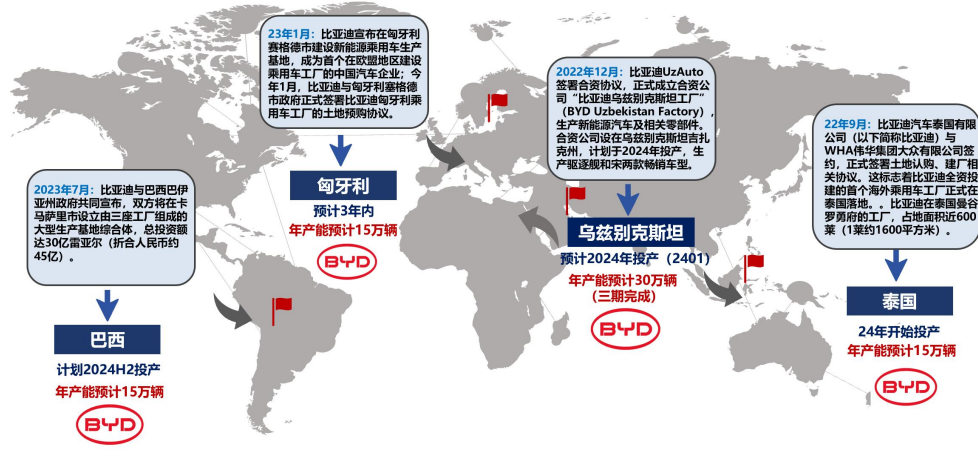 23年1月：比亚迪宣布在匈牙利
赛格德市建设新能源乘用车生产
基地，成为首个在欧盟地区建设
乘用车工厂的中国汽车企业；今
年1月，比亚迪与匈牙利塞格德
市政府正式签署比亚迪匈牙利乘
用车工厂的土地预购协议。
匈牙利
预计3年内
年产能预计15万辆
BYD
2022年12月：比亚迪UzAuto
签署合资协议，正式成立合资公
司“比亚迪乌兹别克斯坦工厂”
（BYD Uzbekistan Factory），
生产新能源汽车及相关零部件。
合资公司设在乌兹别克斯坦吉扎
克州，计划于2024年投产，生
产驱逐舰和宋两款畅销车型。
乌兹别克斯坦
预计2024年投产（2401）
年产能预计30万辆
（三期完成）
BYD
22年9月：比亚迪汽车泰国有限
公司（以下简称比亚迪）与
WHA伟华集团大众有限公司签
约，正式签署土地认购、建厂相
关协议。这标志着比亚迪全资投
建的首个海外乘用车工厂正式在
泰国落地。。比亚迪在泰国曼谷
罗勇府的工厂，占地面积近600
莱（1莱约1600平方米）。
泰国
24年开始投产
年产能预计15万辆
BYD
2023年7月：比亚迪与巴西巴伊
亚州政府共同宣布，双方将在卡
马萨里市设立由三座工厂组成的
大型生产基地综合体，总投资额
达30亿雷亚尔（折合人民币约
45亿）。
巴西
计划2024H2投产
年产能预计15万辆
BYD